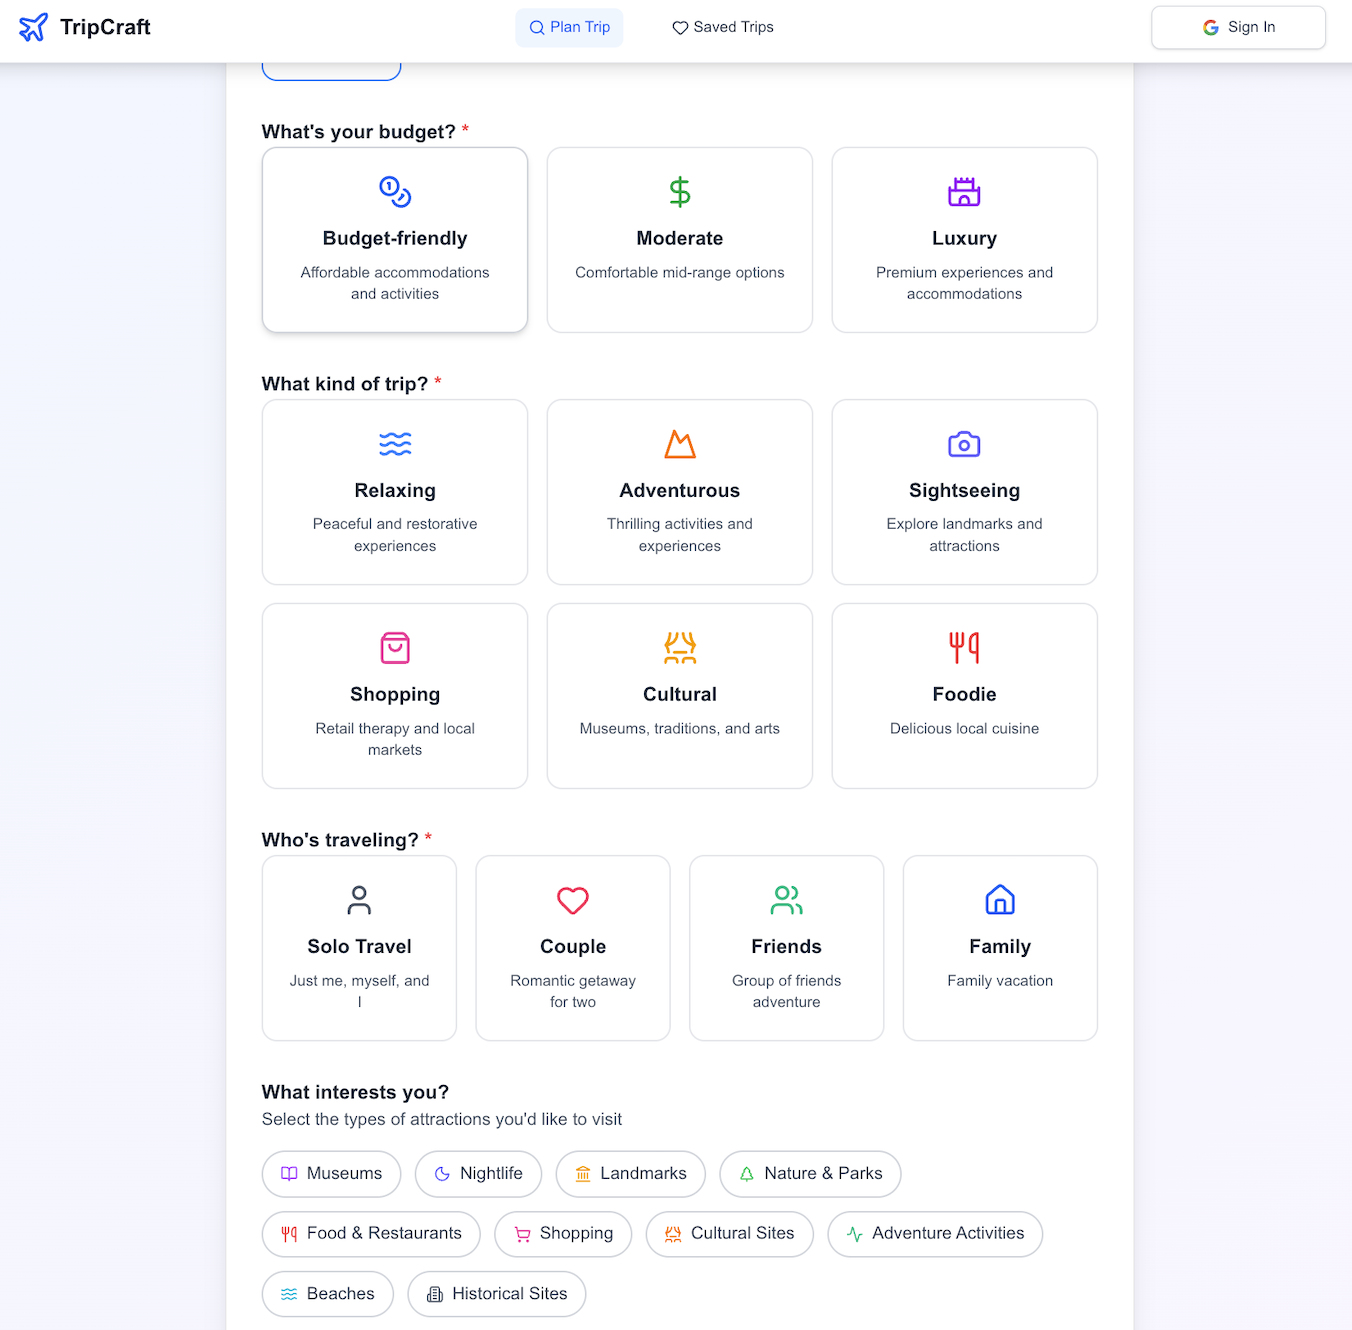 TripCraft
Plan Trip
Saved Trips
Sign In
What's your budget? *
Budget-friendly
Affordable accommodations
and activities
Moderate
Comfortable mid-range options
Luxury
Premium experiences and
accommodations
What kind of trip? *
Relaxing
Peaceful and restorative
experiences
Adventurous
Thrilling activities and
experiences
Sightseeing
Explore landmarks and
attractions
Shopping
Retail therapy and local
markets
Cultural
Museums, traditions, and arts
Foodie
Delicious local cuisine
Who's traveling? *
Solo Travel
Just me, myself, and
I
Couple
Romantic getaway
for two
Friends
Group of friends
adventure
Family
Family vacation
What interests you?
Select the types of attractions you'd like to visit
Museums
Nightlife
Landmarks
Nature & Parks
Food & Restaurants
Shopping
Cultural Sites
Adventure Activities
Beaches
Historical Sites